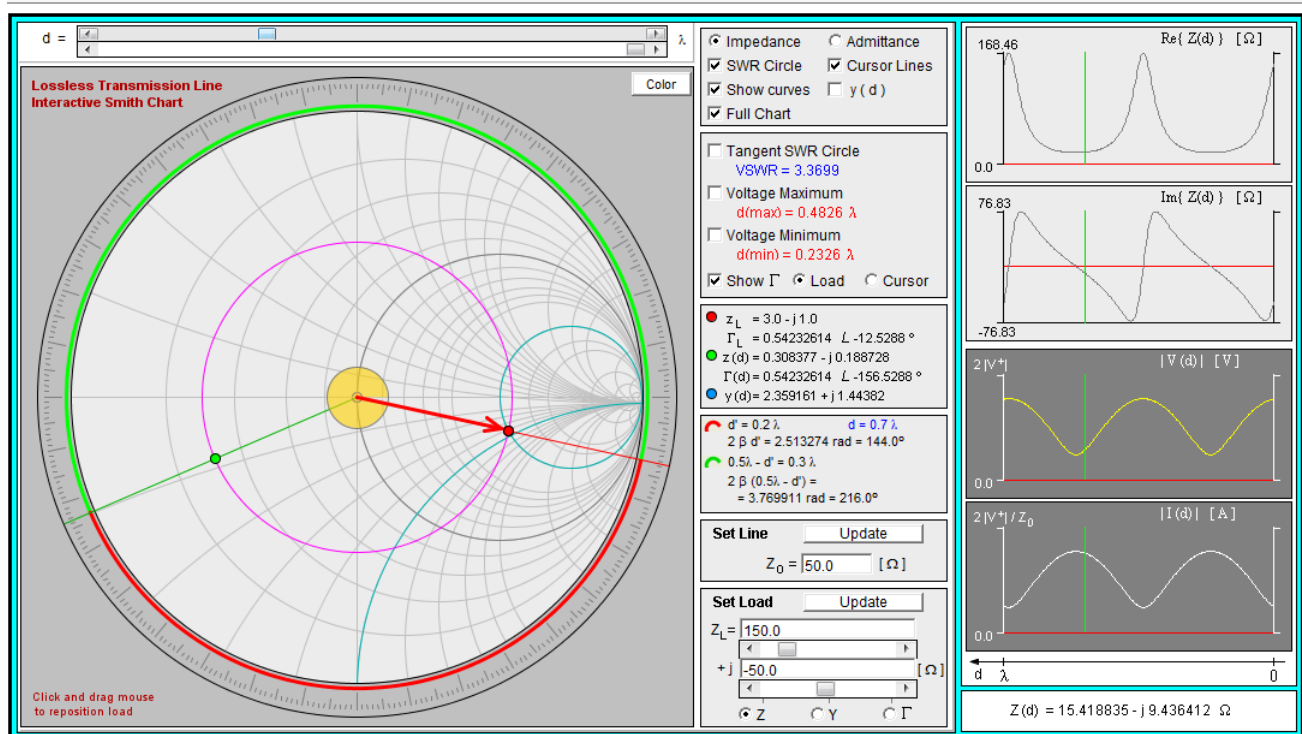 d =
λ
Lossless Transmission Line
Interactive Smith Chart
Color
Click and drag mouse
to reposition load
Impedance Admittance
SWR Circle Cursor Lines
Show curves y ( d )
Full Chart
Tangent SWR Circle
VSWR = 3.3699
Voltage Maximum
d(max) = 0.4826 λ
Voltage Minimum
d(min) = 0.2326 λ
Show Γ Load Cursor
z L = 3.0 - j 1.0
Γ L = 0.54232614 ∠ -12.5288 °
z (d) = 0.308377 - j 0.188728
Γ(d) = 0.54232614 ∠ -156.5288 °
y (d) = 2.359161 + j 1.44382
d' = 0.2 λ d = 0.7 λ
2 β d' = 2.513274 rad = 144.0º
0.5λ - d' = 0.3 λ
2 β (0.5λ - d') =
= 3.769911 rad = 216.0º
Set Line Update
Z0 = 50.0 [ Ω ]
Set Load Update
ZL= 150.0
+ j -50.0 [ Ω ]
Z Y Γ
168.46 Re{ Z(d) } [ Ω ]
0.0
76.83 Im{ Z(d) } [ Ω ]
-76.83
2 |V⁺| | V (d) | [ V ]
0.0
2 |V⁺| / Z0 | I (d) | [ A ]
0.0
d λ 0
Z (d) = 15.418835 - j 9.436412 Ω